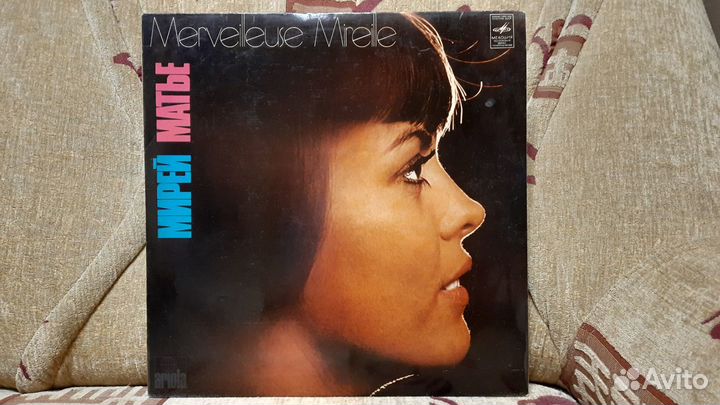 Merveilleuse Mireille
МЕЛОДИЯ
МИРЕЙ МАТЬЕ
ariola
Avito